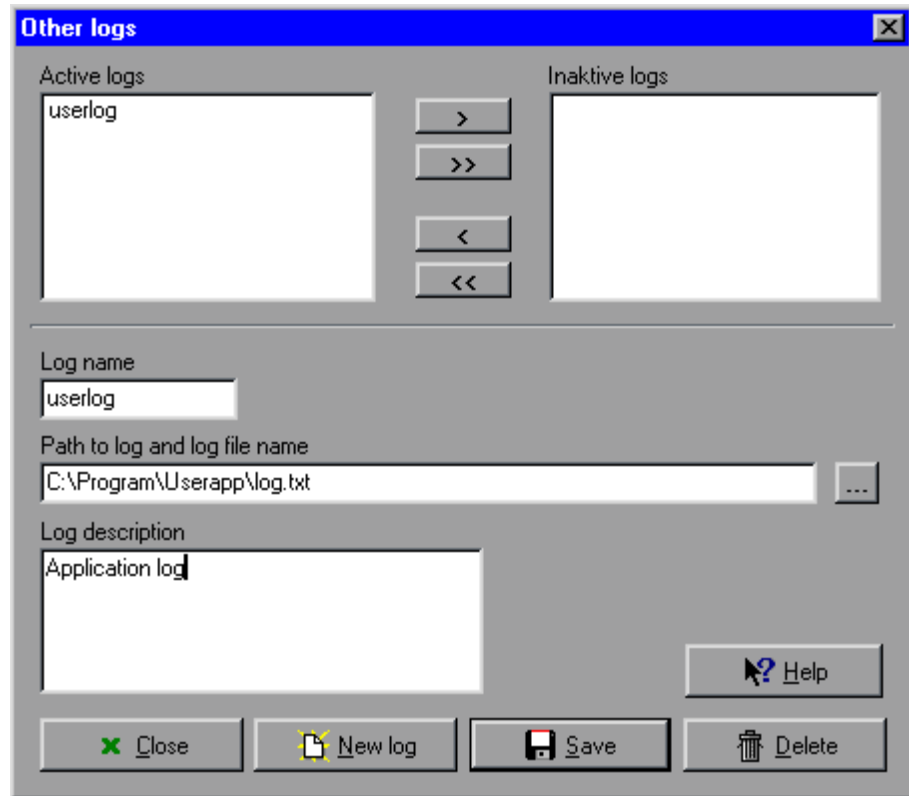 Other logs
Active logs
Inaktive logs
userlog
>
>>
<
<<
Log name
userlog
Path to log and log file name
C:\Program\Userapp\log.txt
...
Log description
Application log
? Help
Close
New log
Save
Delete